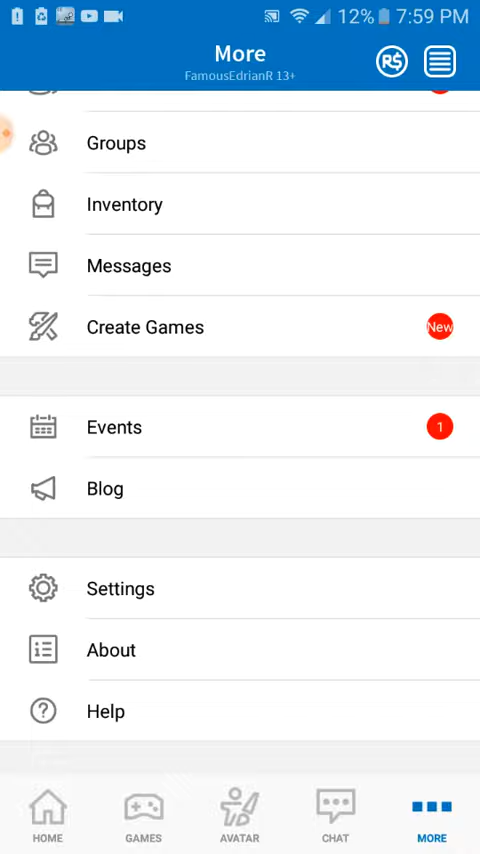 12% 7:59 PM
More
FamousEdrianR 13+
R$
Groups
Inventory
Messages
Create Games
New
Events
1
Blog
Settings
About
Help
HOME
GAMES
AVATAR
CHAT
MORE